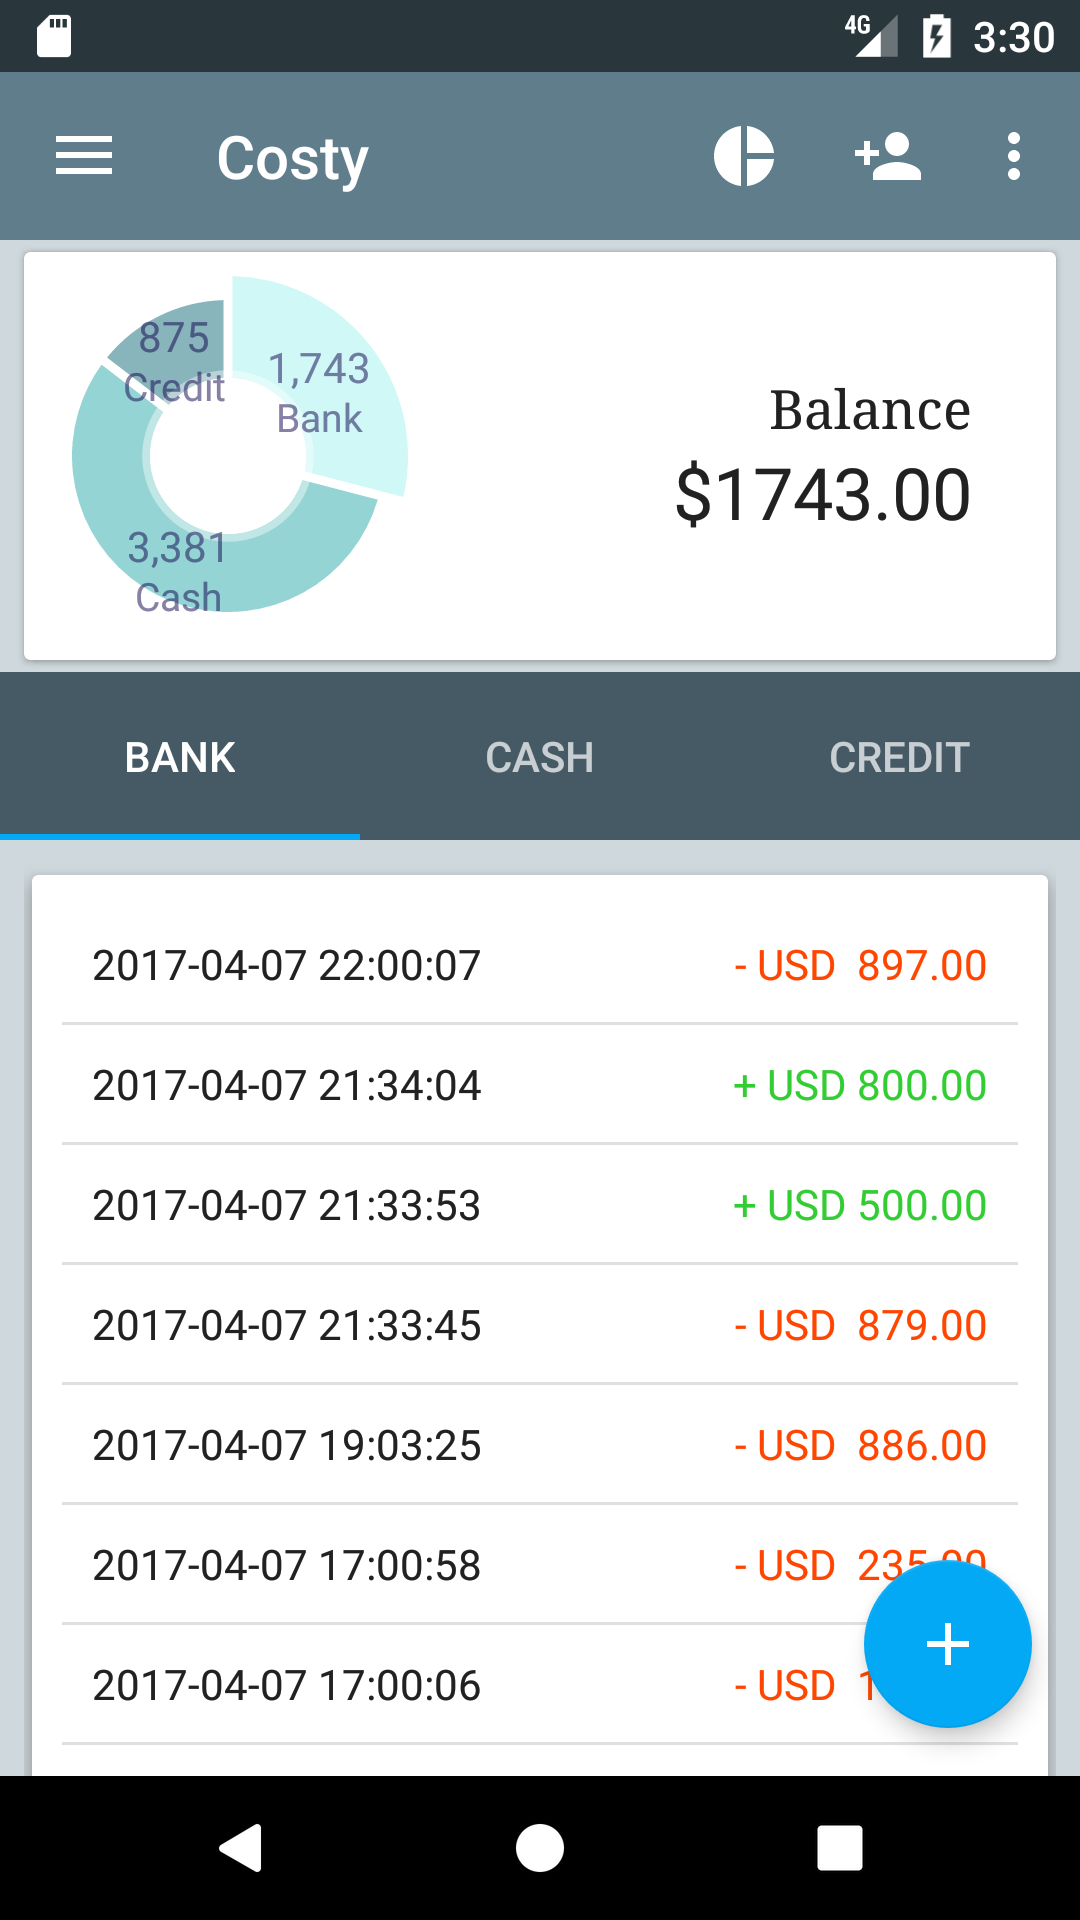 4G 3:30
Costy
875
Credit
1,743
Bank
3,381
Cash
Balance
$1743.00
BANK CASH CREDIT
2017-04-07 22:00:07 - USD 897.00
2017-04-07 21:34:04 + USD 800.00
2017-04-07 21:33:53 + USD 500.00
2017-04-07 21:33:45 - USD 879.00
2017-04-07 19:03:25 - USD 886.00
2017-04-07 17:00:58 - USD 235.00
2017-04-07 17:00:06 - USD